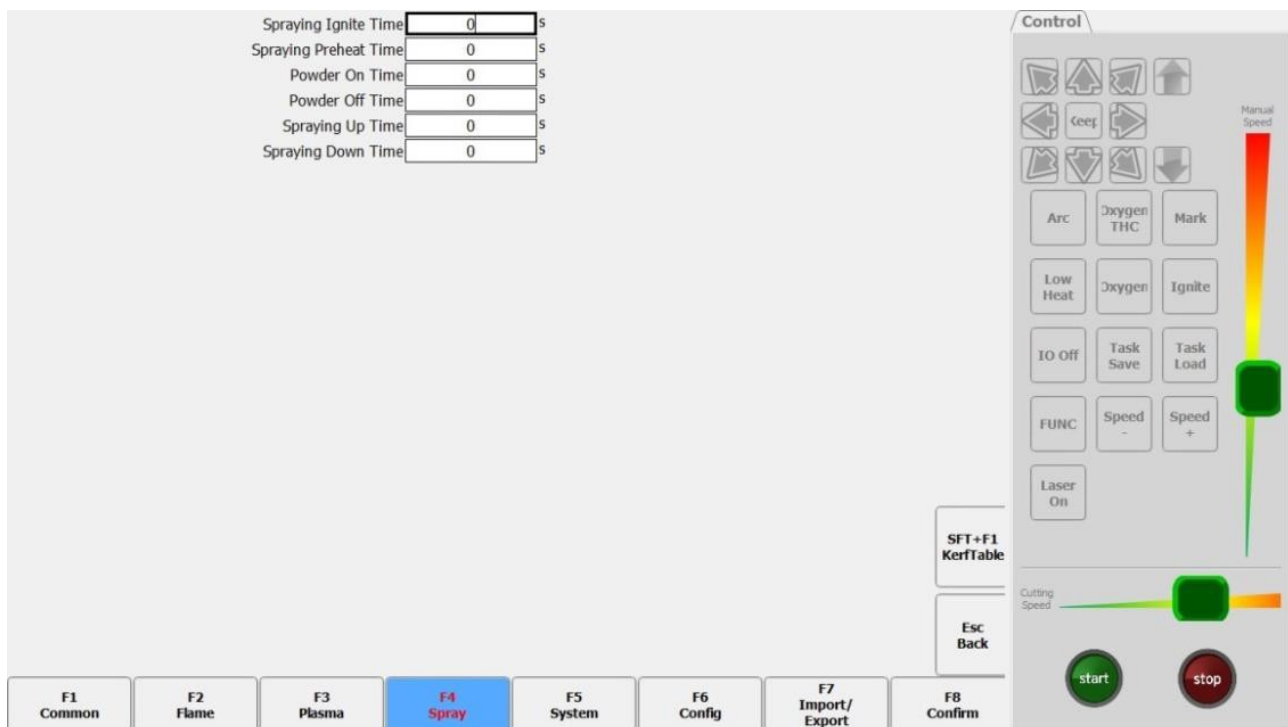 Spraying Ignite Time 0 s
Spraying Preheat Time 0 s
Powder On Time 0 s
Powder Off Time 0 s
Spraying Up Time 0 s
Spraying Down Time 0 s
SFT+F1
KerfTable
Esc
Back
F1
Common
F2
Flame
F3
Plasma
F4
Spray
F5
System
F6
Config
F7
Import/
Export
F8
Confirm
Control
Keep
Manual
Speed
Arc
Oxygen
THC
Mark
Low
Heat
Oxygen
Ignite
IO Off
Task
Save
Task
Load
FUNC
Speed
-
Speed
+
Laser
On
Cutting
Speed
start
stop